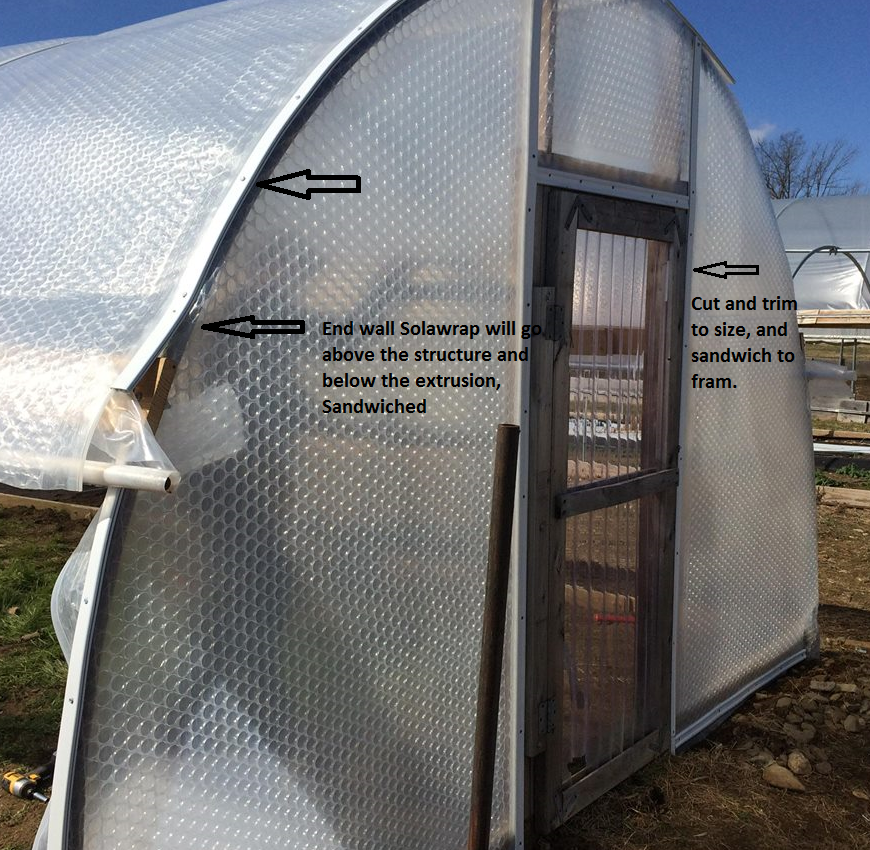 End wall Solawrap will go
above the structure and
below the extrusion,
Sandwiched
Cut and trim
to size, and
sandwich to
fram.